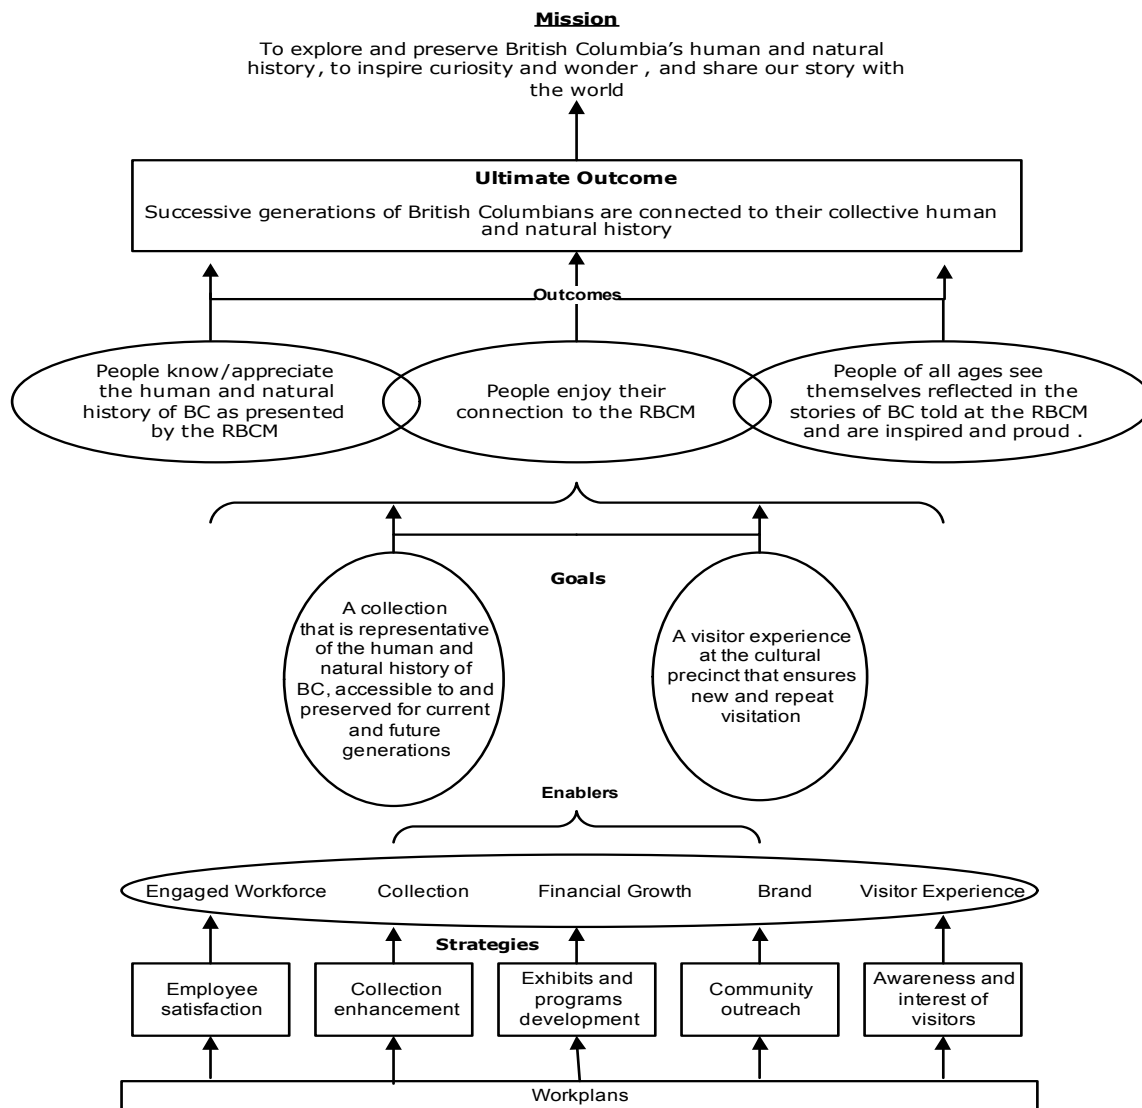 Mission
To explore and preserve British Columbia's human and natural
history, to inspire curiosity and wonder , and share our story with
the world
Ultimate Outcome
Successive generations of British Columbians are connected to their collective human
and natural history
Outcomes
People know/appreciate
the human and natural
history of BC as presented
by the RBCM
People enjoy their
connection to the RBCM
People of all ages see
themselves reflected in the
stories of BC told at the RBCM
and are inspired and proud .
Goals
A collection
that is representative
of the human and
natural history of
BC, accessible to and
preserved for current
and future
generations
A visitor experience
at the cultural
precinct that ensures
new and repeat
visitation
Enablers
Engaged Workforce
Collection
Financial Growth
Brand
Visitor Experience
Strategies
Employee
satisfaction
Collection
enhancement
Exhibits and
programs
development
Community
outreach
Awareness and
interest of
visitors
Workplans